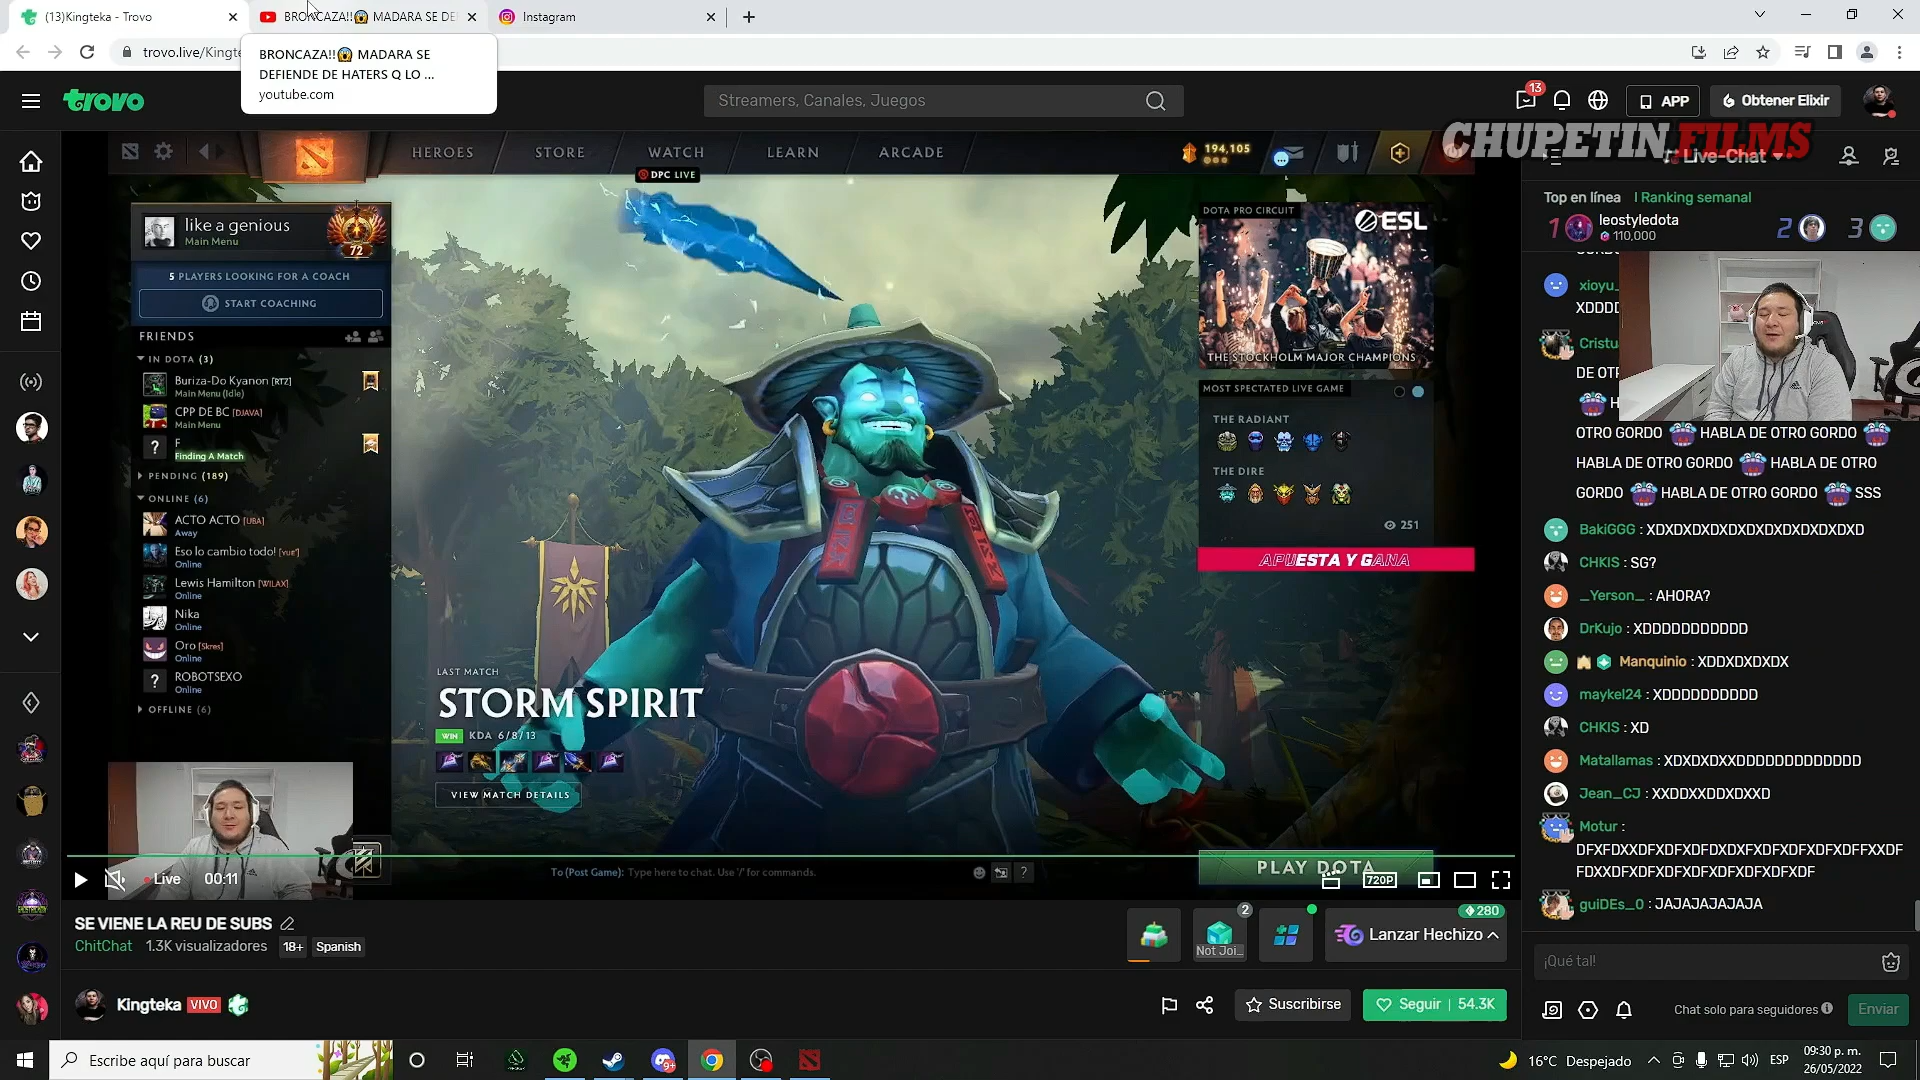 (13)Kingteka - Trovo
BRONCAZA!!😱 MADARA SE DE
Instagram
trovo.live/Kingte
BRONCAZA!!😱 MADARA SE
DEFIENDE DE HATERS Q LO ...
youtube.com
trovo
Streamers, Canales, Juegos
13
APP
Obtener Elixir
CHUPETIN FILMS
HEROES
STORE
WATCH
LEARN
ARCADE
194,105
DPC LIVE
Live-Chat
Top en línea
Ranking semanal
1
leostyledota
110,000
2
3
like a genious
Main Menu
72
5 PLAYERS LOOKING FOR A COACH
START COACHING
FRIENDS
IN DOTA (3)
Buriza-Do Kyanon [RTZ]
Main Menu (Idle)
CPP DE BC [DJAVA]
Main Menu
F
Finding A Match
PENDING (189)
ONLINE (6)
ACTO ACTO [UBA]
Away
Eso lo cambio todo!
Online
Lewis Hamilton [WILAX]
Online
Nika
Online
Oro [Skres]
Online
ROBOTSEXO
Online
OFFLINE (6)
DOTA PRO CIRCUIT
ESL
THE STOCKHOLM MAJOR CHAMPIONS
MOST SPECTATED LIVE GAME
THE RADIANT
THE DIRE
251
APUESTA Y GANA
LAST MATCH
STORM SPIRIT
WIN KDA 6/8/13
VIEW MATCH DETAILS
To (Post Game): Type here to chat. Use '/' for commands.
?
PLAY DOTA
Live
00:11
720P
xioyu_
XDDDD
Cristu
DE OTR
OTRO GORDO HABLA DE OTRO GORDO
HABLA DE OTRO GORDO HABLA DE OTRO
GORDO HABLA DE OTRO GORDO SSS
BakiGGG : XDXDXDXDXDXDXDXDXDXDXD
CHKIS : SG?
_Yerson_ : AHORA?
DrKujo : XDDDDDDDDDDD
Manquinio : XDDXDXDXDX
maykel24 : XDDDDDDDDDD
CHKIS : XD
Matallamas : XDXDXDXXDDDDDDDDDDDDD
Jean_CJ : XXDDXXDDXDXXD
Motur :
DFXFDXXDFXDFXDFDXDXFXDFXDFXDFXDFFXXDF
FDXXDFXDFXDFXDFXDFXDFXDF
guiDEs_0 : JAJAJAJAJAJA
SE VIENE LA REU DE SUBS
ChitChat 1.3K visualizadores 18+ Spanish
2
Not Joi_
280
Lanzar Hechizo
Kingteka VIVO
Suscribirse
Seguir | 54.3K
¡Qué tal!
Chat solo para seguidores
Enviar
Escribe aquí para buscar
9+
16°C Despejado
ESP
09:30 p. m.
26/05/2022